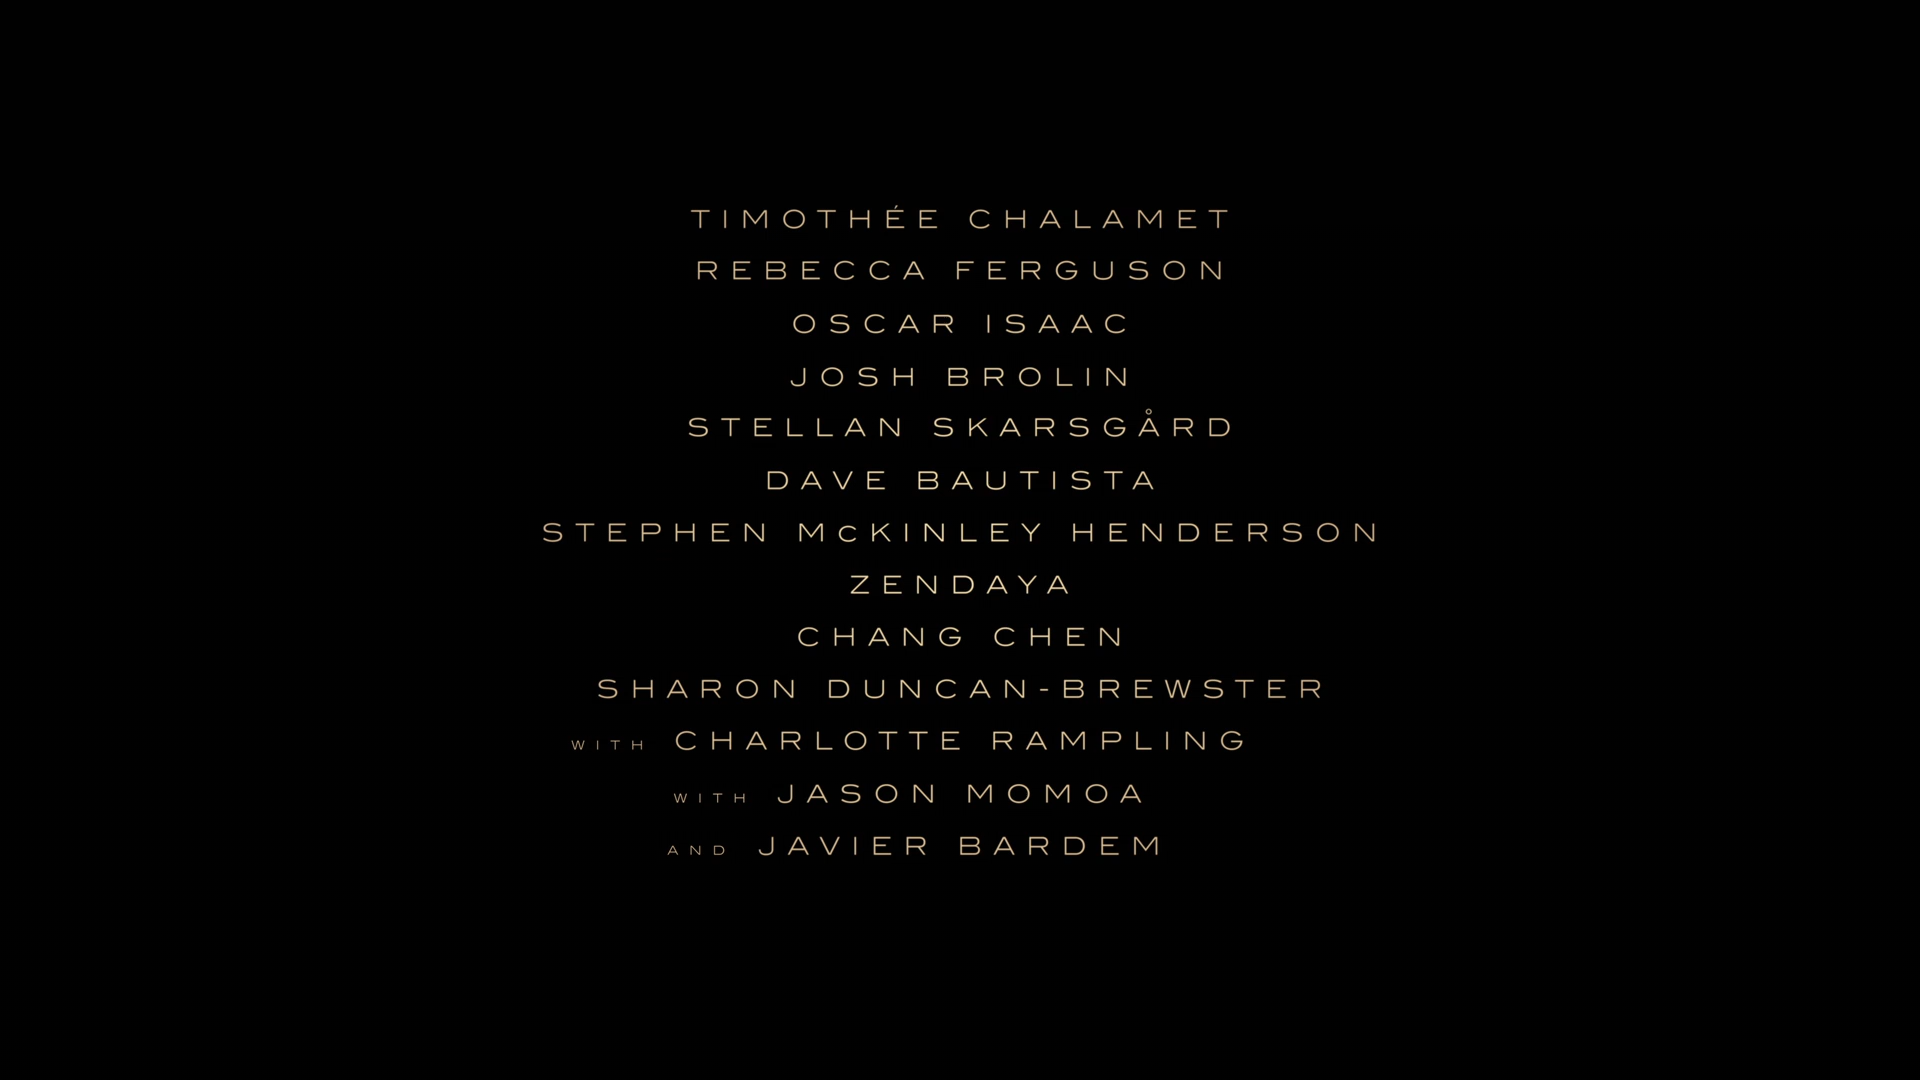 TIMOTHÉE CHALAMET
REBECCA FERGUSON
OSCAR ISAAC
JOSH BROLIN
STELLAN SKARSGÅRD
DAVE BAUTISTA
STEPHEN McKINLEY HENDERSON
ZENDAYA
CHANG CHEN
SHARON DUNCAN-BREWSTER
WITH CHARLOTTE RAMPLING
WITH JASON MOMOA
AND JAVIER BARDEM